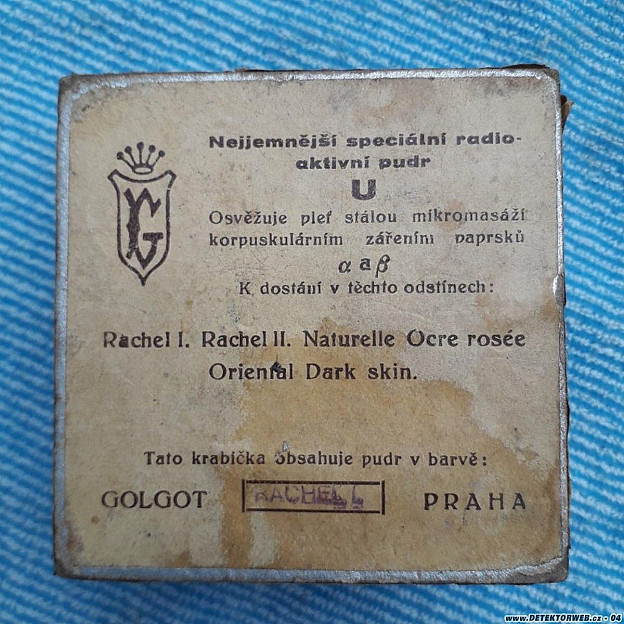 Nejjemnější speciální radio-
aktivní pudr
U
Osvěžuje pleť stálou mikromasáží
korpuskulárním zářením paprsků
α a β
K dostání v těchto odstínech:
Rachel I. Rachel II. Naturelle Ocre rosée
Oriental Dark skin.
Tato krabička obsahuje pudr v barvě:
GOLGOT RACHEL I. PRAHA
www.DETEKTORWEB.cz - 04